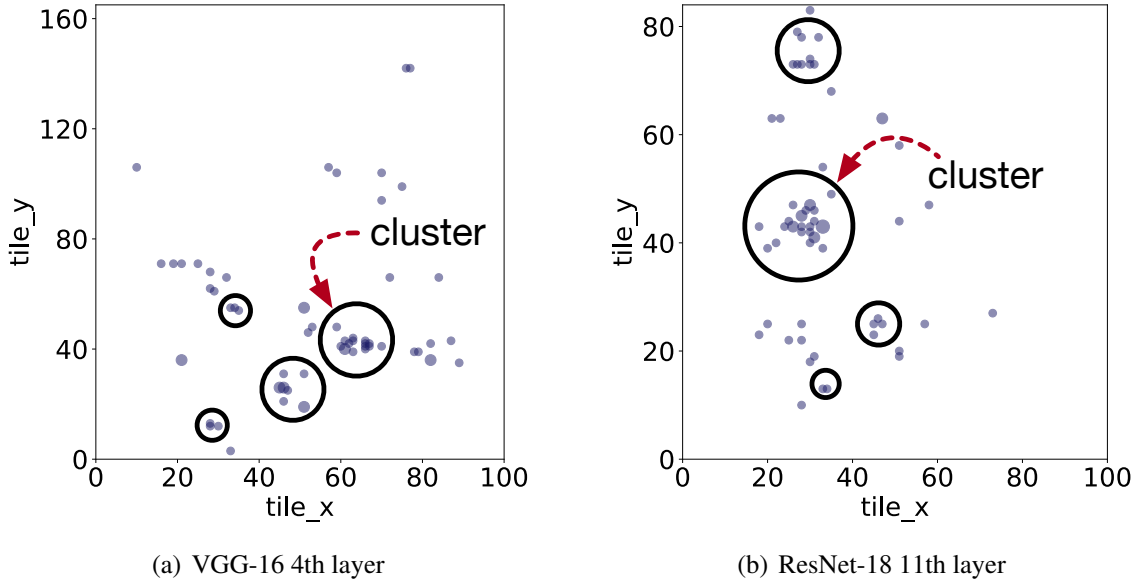 160
120
80
40
0
tile_y
cluster
0 20 40 60 80 100
tile_x
(a) VGG-16 4th layer
80
60
40
20
0
tile_y
cluster
0 20 40 60 80 100
tile_x
(b) ResNet-18 11th layer